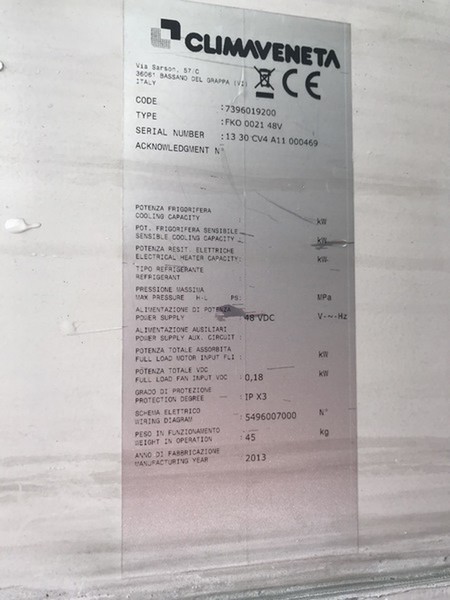 CLIMAVENETA
Via Sarson, 57/C
36061 BASSANO DEL GRAPPA (VI)
ITALY
CE
CODE :7396019200
TYPE :FKO 0021 48V
SERIAL NUMBER :13 30 CV4 A11 000469
ACKNOWLEDGMENT N°
POTENZA FRIGORIFERA
COOLING CAPACITY : kW
POT. FRIGORIFERA SENSIBILE
SENSIBLE COOLING CAPACITY : kW
POTENZA RESIT. ELETTRICHE
ELECTRICAL HEATER CAPACITY: kW
TIPO REFRIGERANTE
REFRIGERANT :
PRESSIONE MASSIMA
MAX PRESSURE H-L PS: MPa
ALIMENTAZIONE DI POTENZA
POWER SUPPLY :48 VDC V-~-Hz
ALIMENTAZIONE AUSILIARI
POWER SUPPLY AUX. CIRCUIT :
POTENZA TOTALE ASSORBITA
FULL LOAD MOTOR INPUT FLI : kW
POTENZA TOTALE VDC
FULL LOAD FAN INPUT VDC :0,18 kW
GRADO DI PROTEZIONE
PROTECTION DEGREE :IP X3
SCHEMA ELETTRICO
WIRING DIAGRAM :5496007000 N°
PESO IN FUNZIONAMENTO
WEIGHT IN OPERATION :45 kg
ANNO DI FABBRICAZIONE
MANUFACTURING YEAR :2013